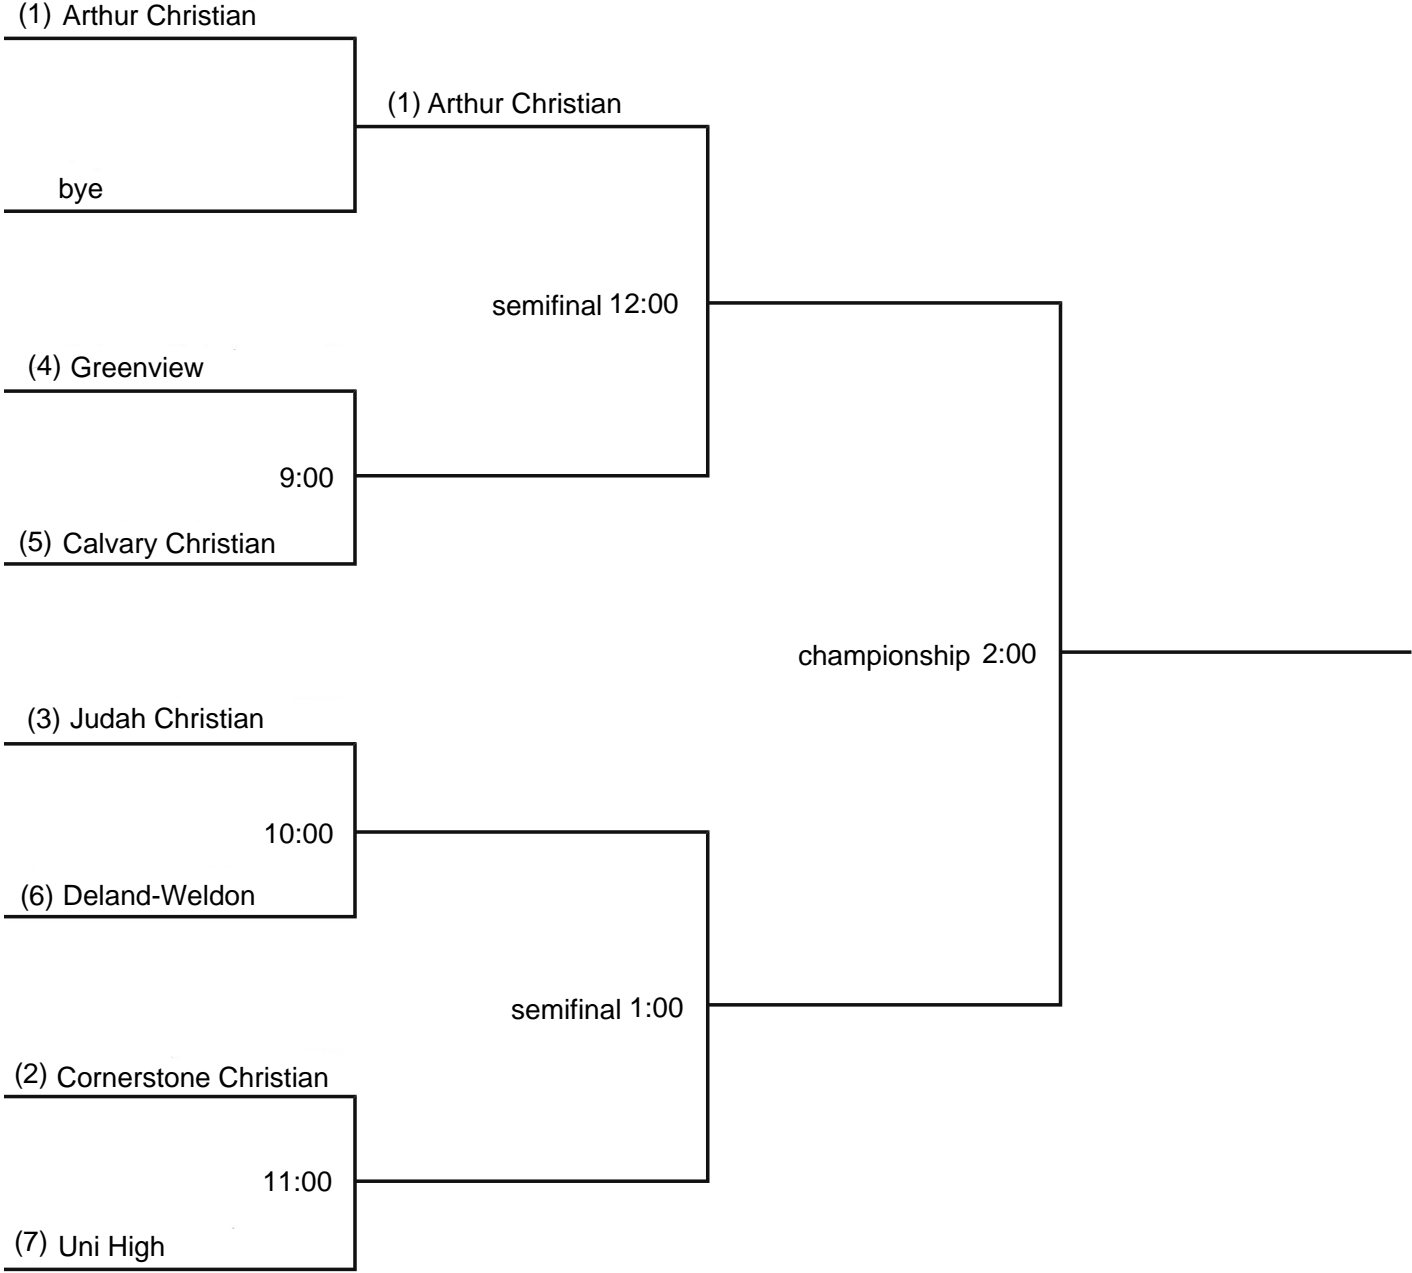 (1) Arthur Christian
(1) Arthur Christian
bye
semifinal 12:00
(4) Greenview
9:00
(5) Calvary Christian
championship 2:00
(3) Judah Christian
10:00
(6) Deland-Weldon
semifinal 1:00
(2) Cornerstone Christian
11:00
(7) Uni High